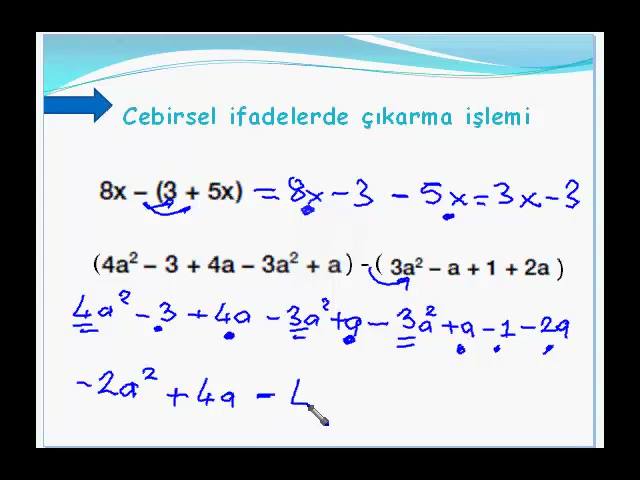 Cebirsel ifadelerde çıkarma işlemi
8x – (3 + 5x) = 8x – 3 – 5x = 3x – 3
(4a² – 3 + 4a – 3a² + a) - (3a² – a + 1 + 2a)
4a² – 3 + 4a – 3a² + a – 3a² + a – 1 – 2a
-2a² + 4a – 4